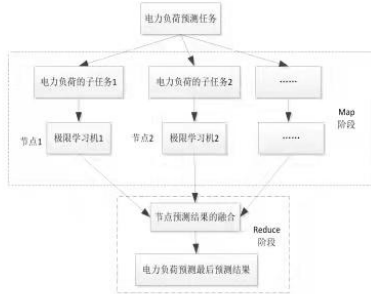 电力负荷预测任务
电力负荷的子任务1
电力负荷的子任务2
......
Map
阶段
节点1
极限学习机1
节点2
极限学习机2
......
节点预测结果的融合
Reduce
阶段
电力负荷预测最后预测结果